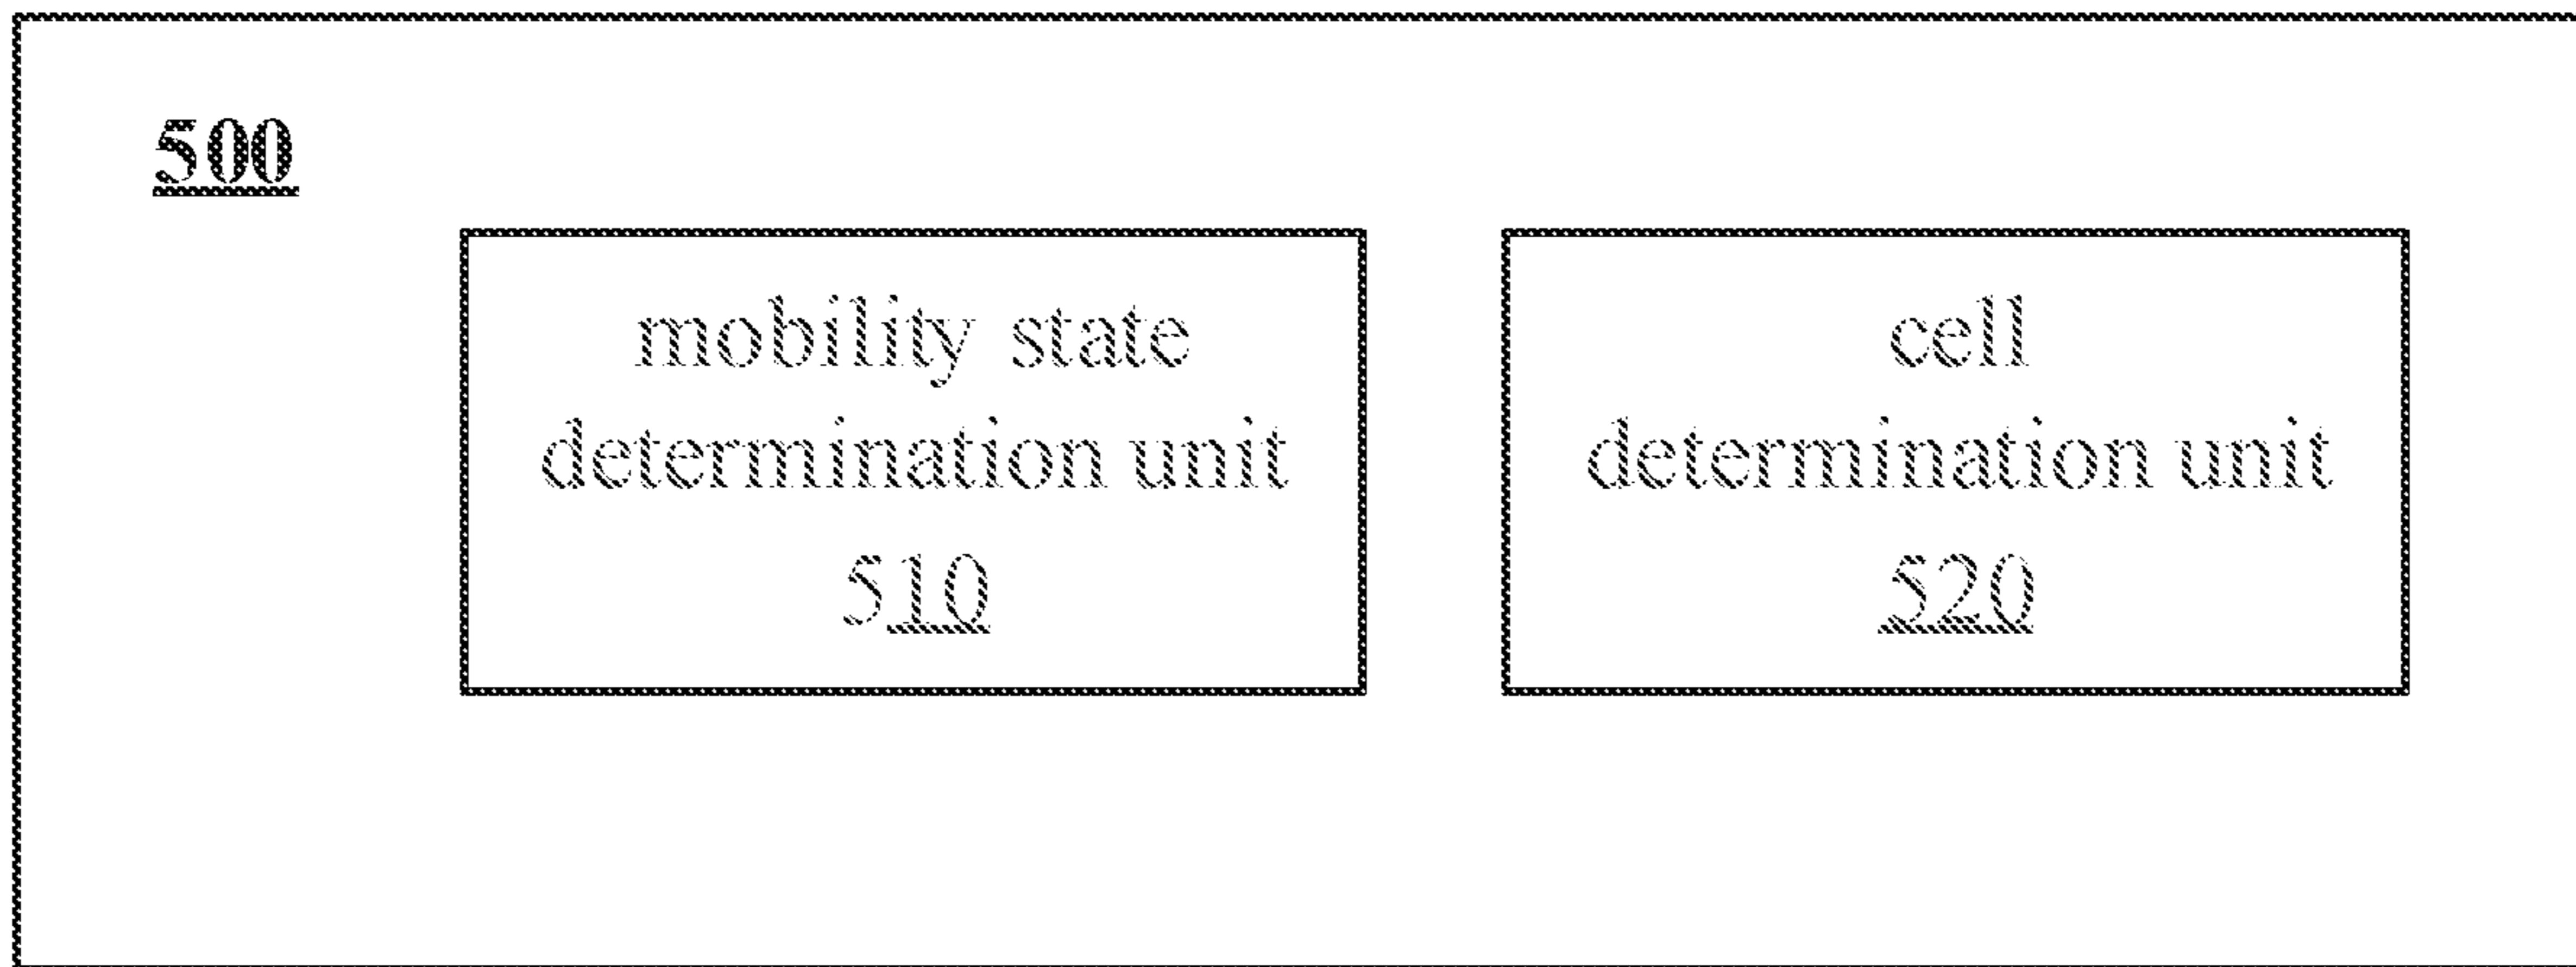 500
mobility state
determination unit
510
cell
determination unit
520